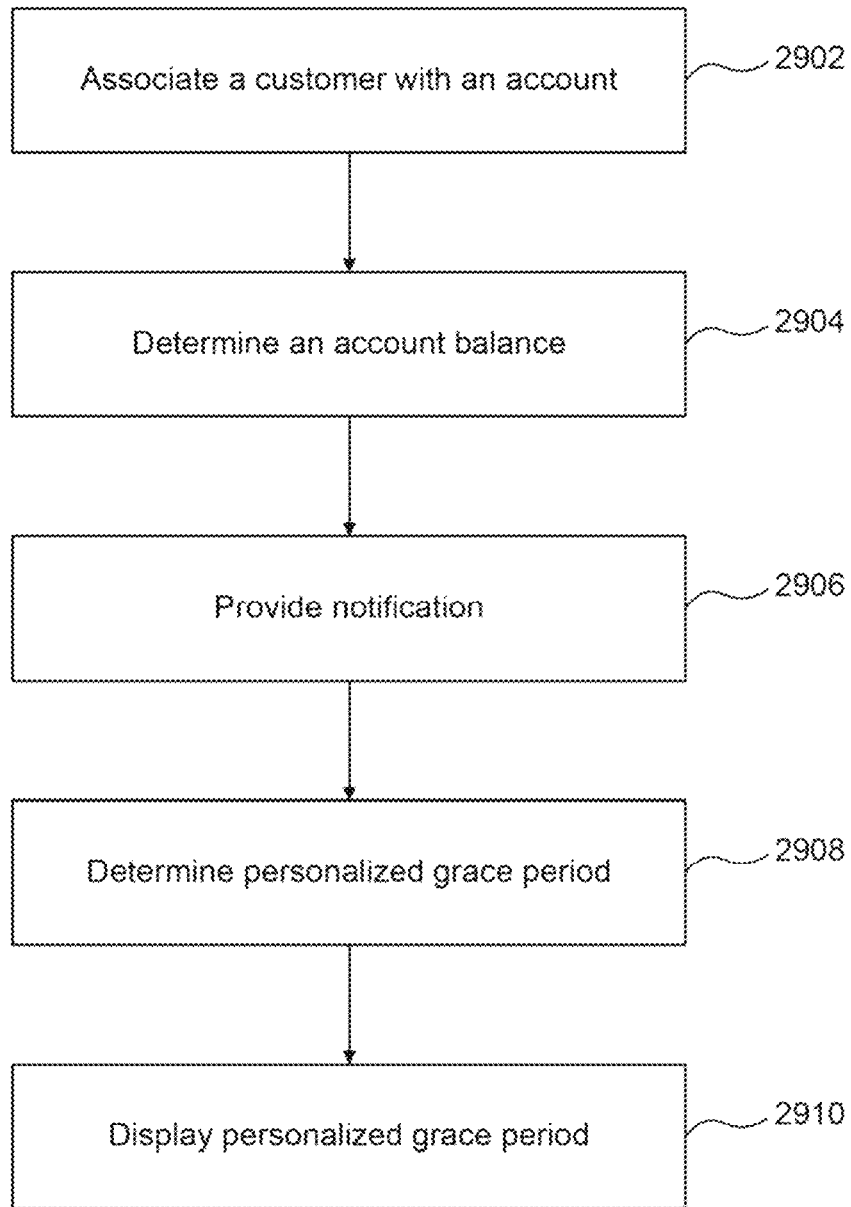 Associate a customer with an account
2902
Determine an account balance
2904
Provide notification
2906
Determine personalized grace period
2908
Display personalized grace period
2910